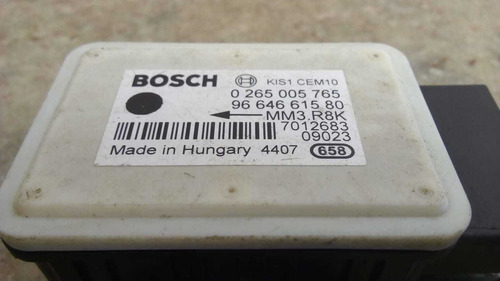 BOSCH KIS1 CEM10
0 265 005 765
96 646 615 80
MM3.R8K
7012683
09023
Made in Hungary 4407 658